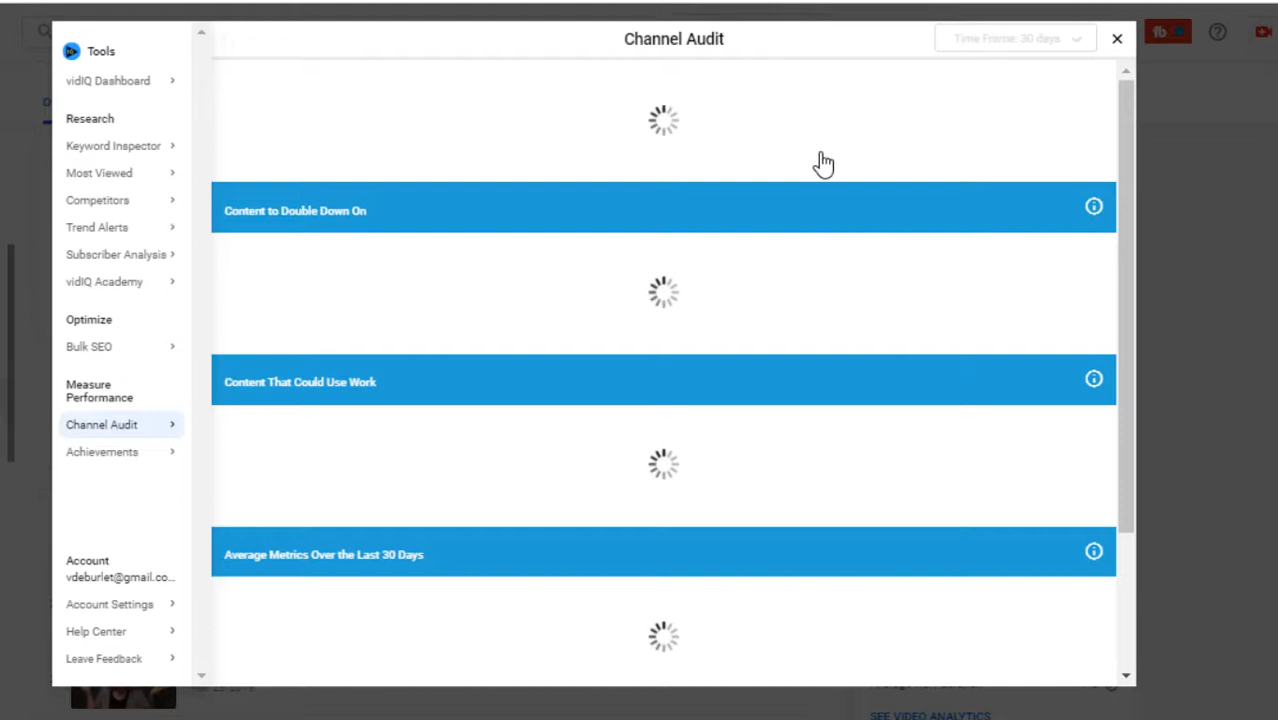 Channel Audit
Time Frame: 30 days
Tools
vidIQ Dashboard
Research
Keyword Inspector
Most Viewed
Competitors
Trend Alerts
Subscriber Analysis
vidIQ Academy
Optimize
Bulk SEO
Measure
Performance
Channel Audit
Achievements
Account
vdeburlet@gmail.co...
Account Settings
Help Center
Leave Feedback
Content to Double Down On
Content That Could Use Work
Average Metrics Over the Last 30 Days
SEE VIDEO ANALYTICS